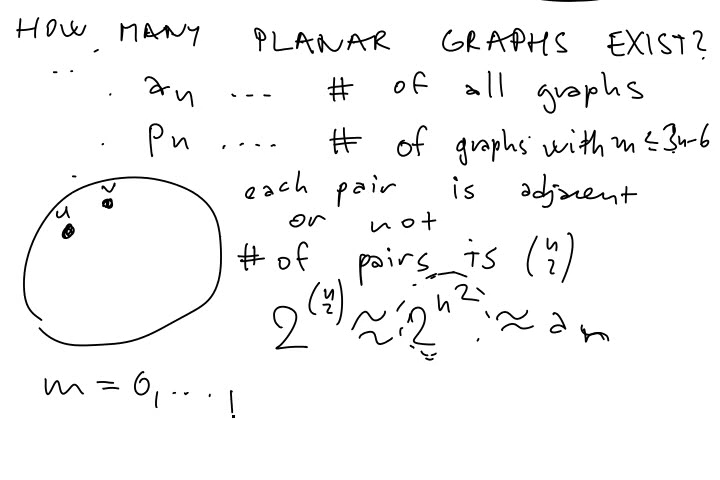 HOW MANY PLANAR GRAPHS EXIST?
a_n ... # of all graphs
P_n .... # of graphs with m ≤ 3n-6
u v
each pair is adjacent
or not
# of pairs is (n 2)
2^(n 2) ≈ 2^n^2 ≈ a_n
m = 0, .... !